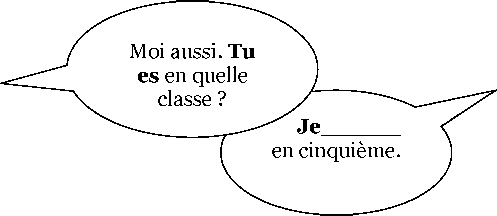 Moi aussi. Tu
es en quelle
classe ?
Je_______
en cinquième.